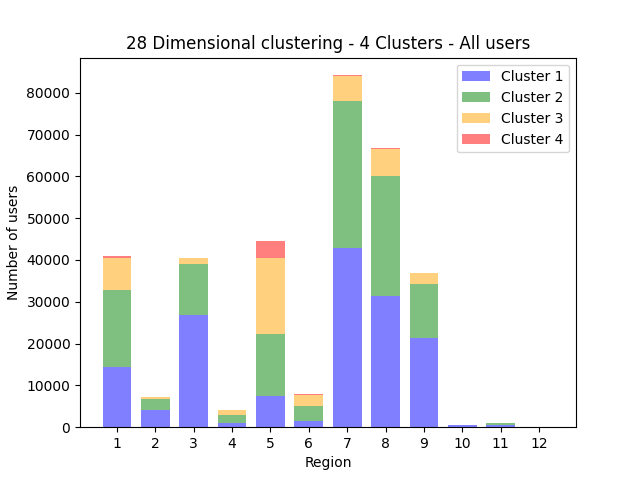 28 Dimensional clustering - 4 Clusters - All users
Cluster 1
Cluster 2
Cluster 3
Cluster 4
Number of users
80000
70000
60000
50000
40000
30000
20000
10000
0
1 2 3 4 5 6 7 8 9 10 11 12
Region